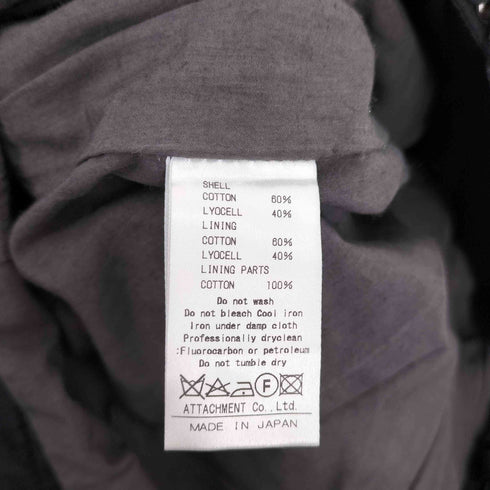 SHELL
COTTON 60%
LYOCELL 40%
LINING
COTTON 60%
LYOCELL 40%
LINING PARTS
COTTON 100%
Do not wash
Do not bleach Cool iron
Iron under damp cloth
Professionally dryclean
:Fluorocarbon or petroleum
Do not tumble dry
F
ATTACHMENT Co.,Ltd.
MADE IN JAPAN